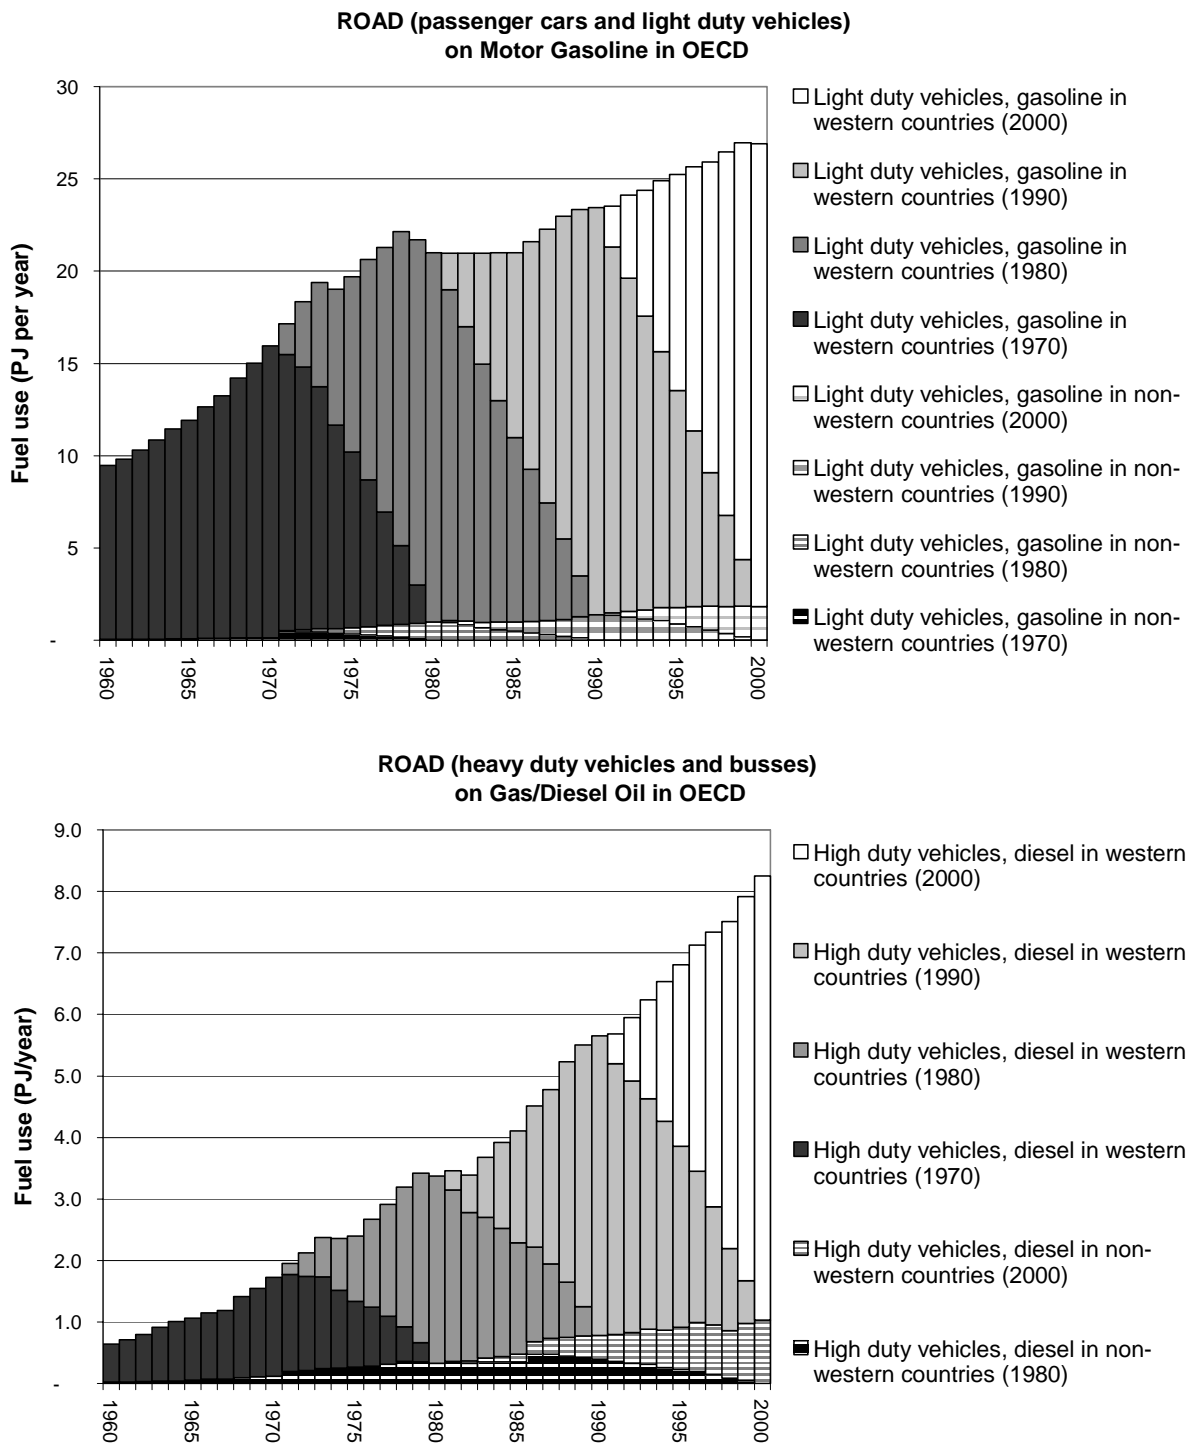 ROAD (passenger cars and light duty vehicles)
on Motor Gasoline in OECD
Fuel use (PJ per year)
30
25
20
15
10
5
-
1960
1965
1970
1975
1980
1985
1990
1995
2000
Light duty vehicles, gasoline in
western countries (2000)
Light duty vehicles, gasoline in
western countries (1990)
Light duty vehicles, gasoline in
western countries (1980)
Light duty vehicles, gasoline in
western countries (1970)
Light duty vehicles, gasoline in non-
western countries (2000)
Light duty vehicles, gasoline in non-
western countries (1990)
Light duty vehicles, gasoline in non-
western countries (1980)
Light duty vehicles, gasoline in non-
western countries (1970)
ROAD (heavy duty vehicles and busses)
on Gas/Diesel Oil in OECD
Fuel use (PJ/year)
9.0
8.0
7.0
6.0
5.0
4.0
3.0
2.0
1.0
-
1960
1965
1970
1975
1980
1985
1990
1995
2000
High duty vehicles, diesel in western
countries (2000)
High duty vehicles, diesel in western
countries (1990)
High duty vehicles, diesel in western
countries (1980)
High duty vehicles, diesel in western
countries (1970)
High duty vehicles, diesel in non-
western countries (2000)
High duty vehicles, diesel in non-
western countries (1980)